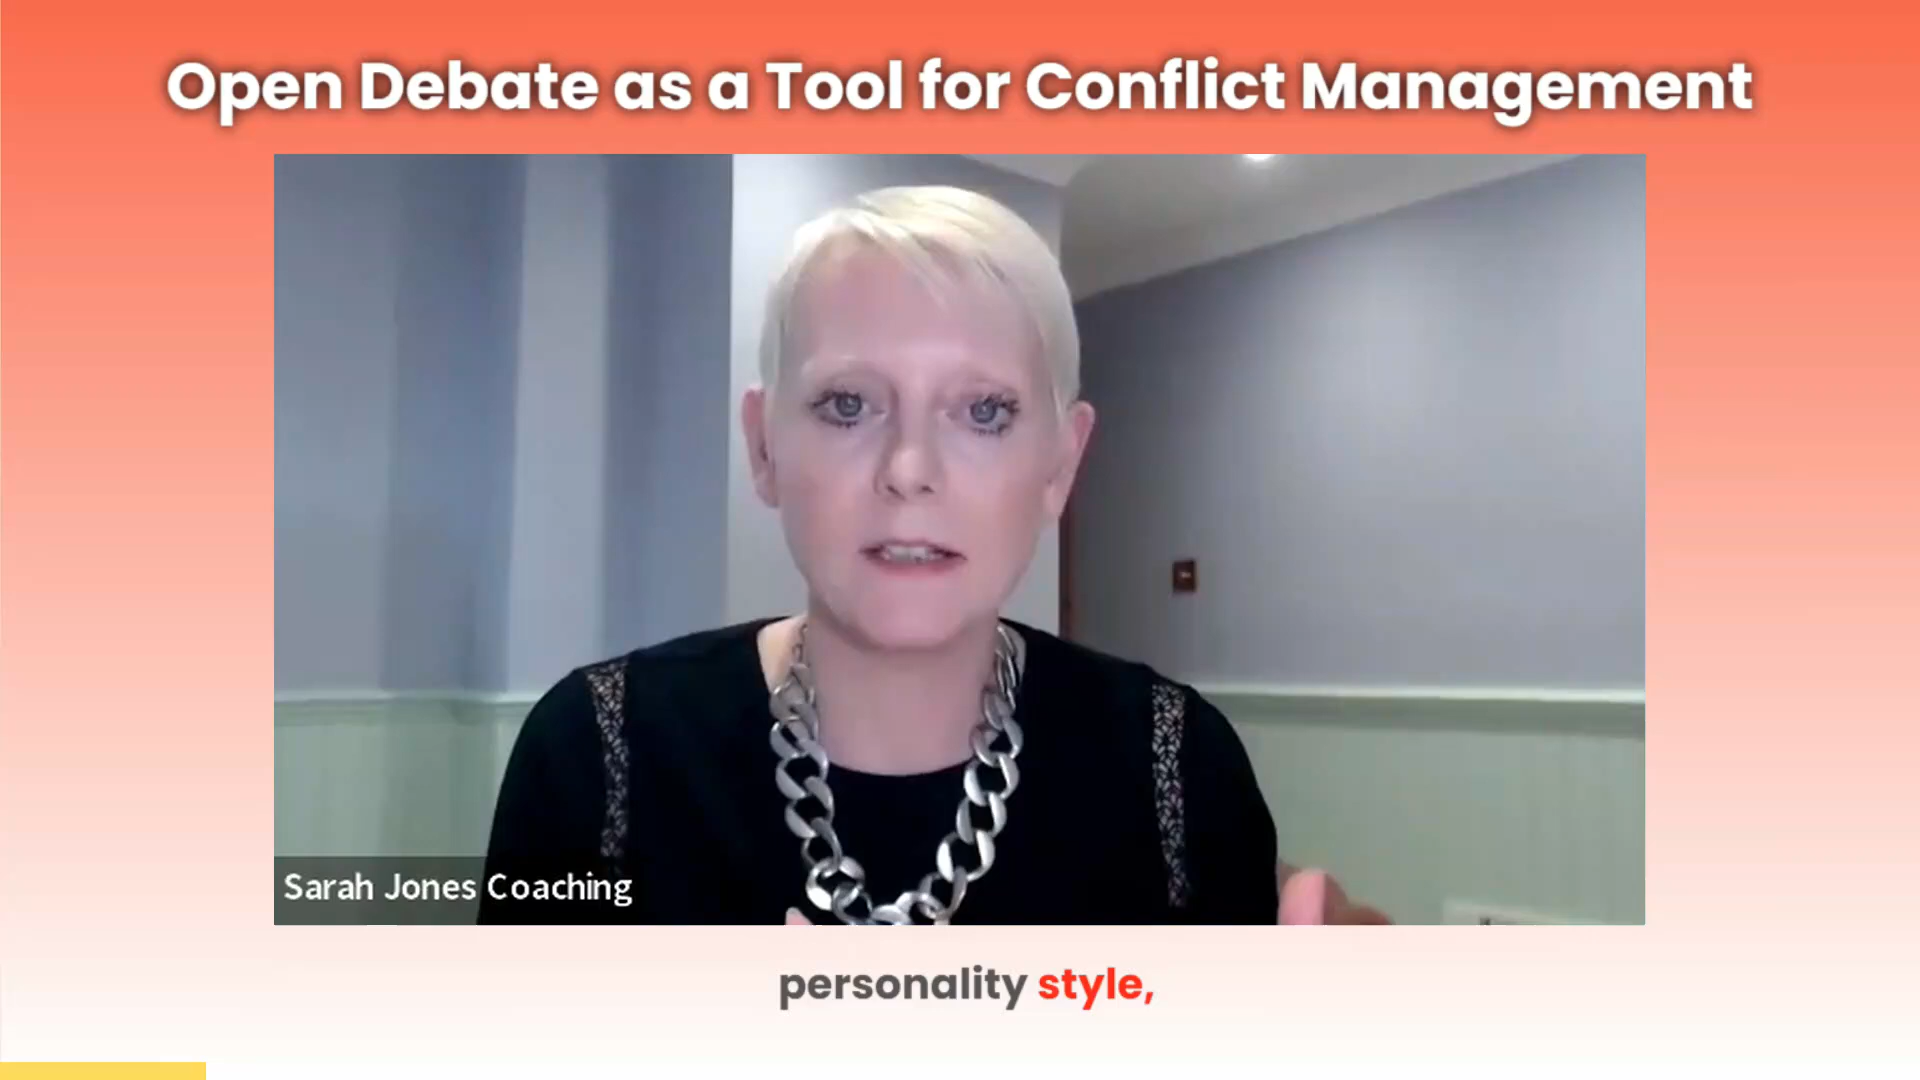 Open Debate as a Tool for Conflict Management
Sarah Jones Coaching
personality style,